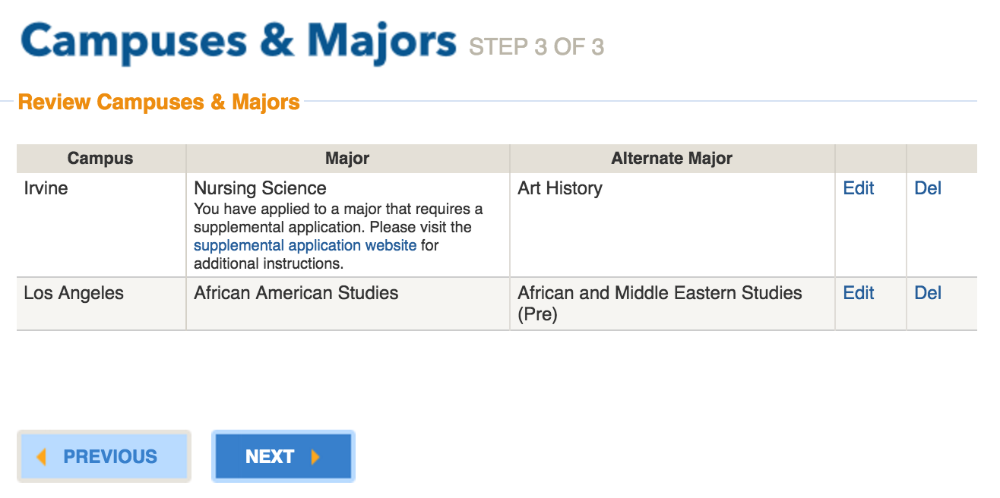 Campuses & Majors STEP 3 OF 3
Review Campuses & Majors
Campus Major Alternate Major
Irvine Nursing Science Art History Edit Del
You have applied to a major that requires a
supplemental application. Please visit the
supplemental application website for
additional instructions.
Los Angeles African American Studies African and Middle Eastern Studies Edit Del
(Pre)
PREVIOUS NEXT